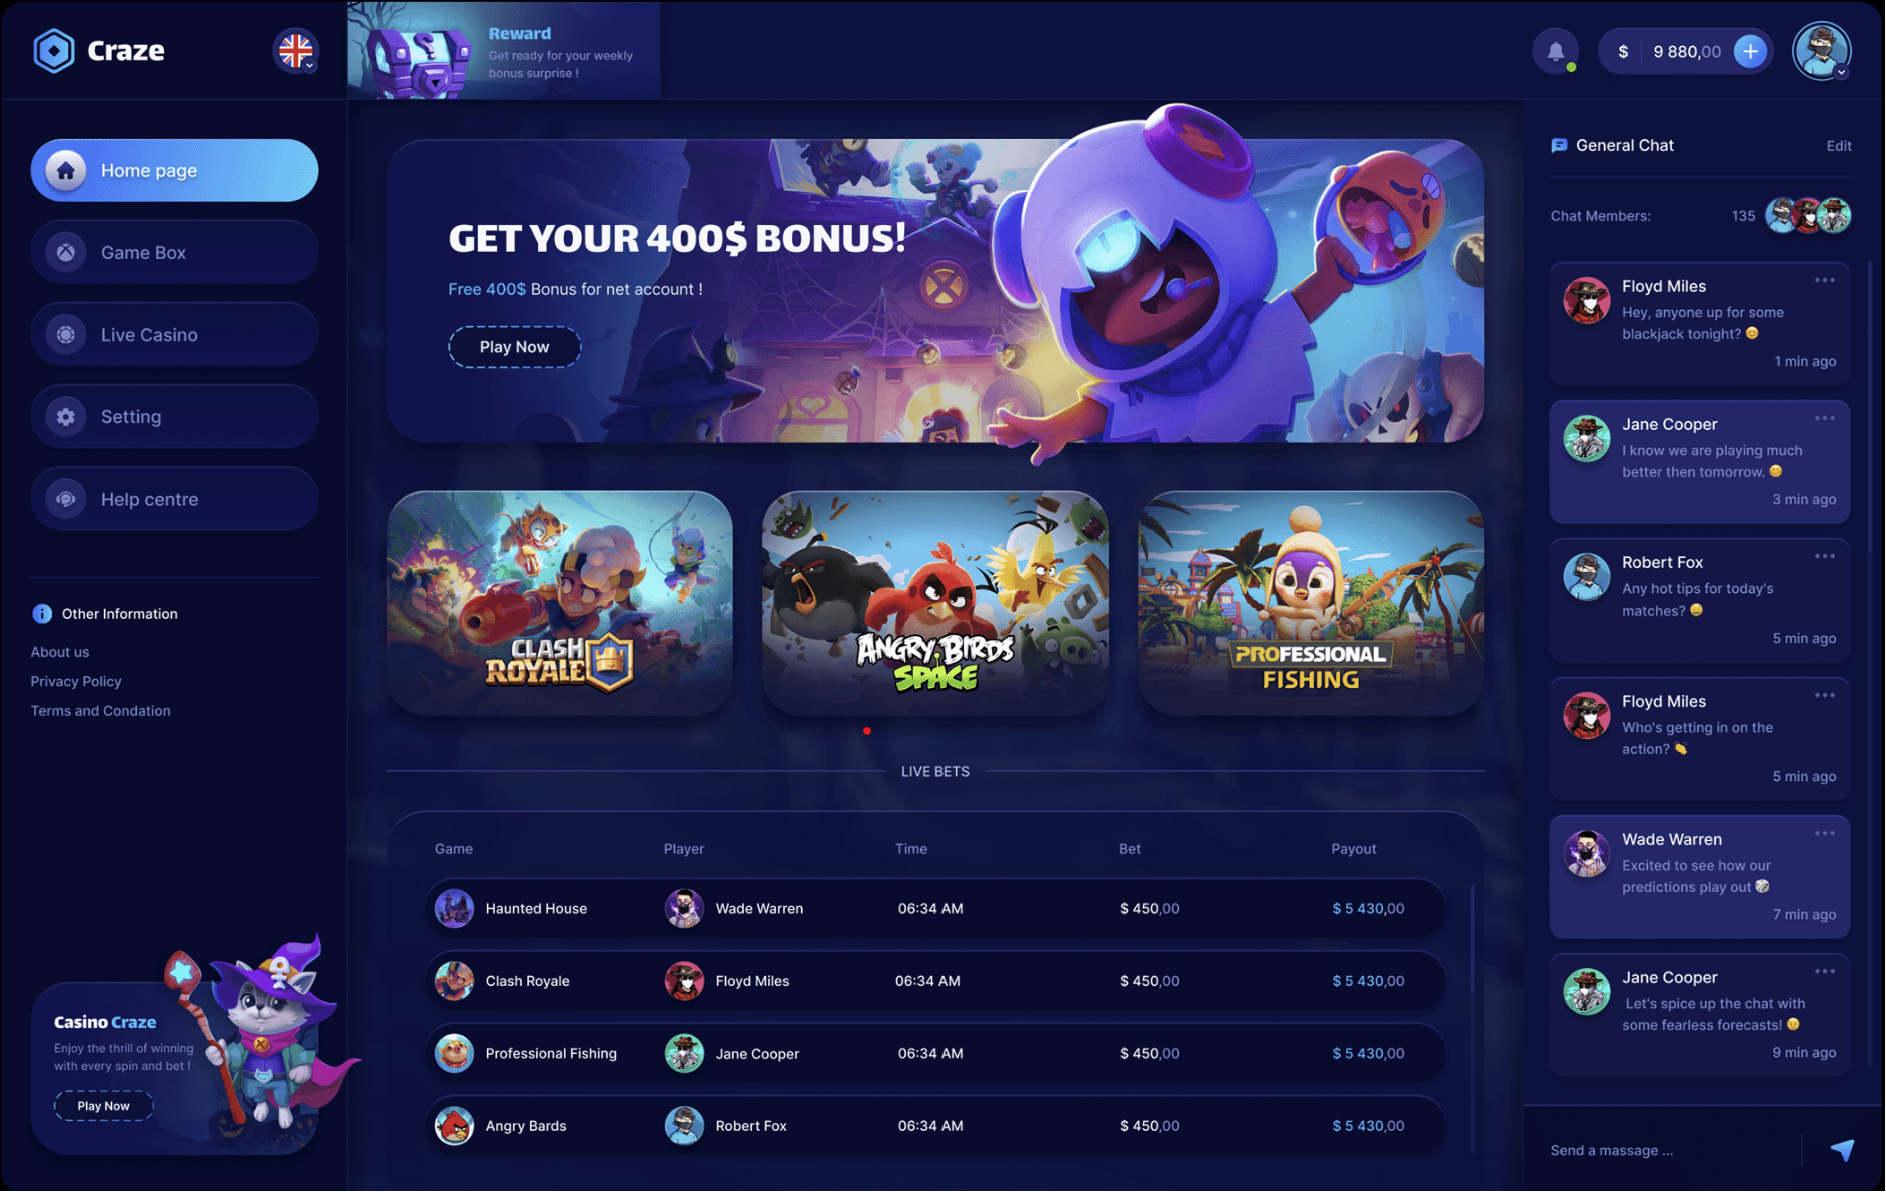 Craze
Reward
Get ready for your weekly
bonus surprise !
$ 9 880,00
Home page
Game Box
Live Casino
Setting
Help centre
Other Information
About us
Privacy Policy
Terms and Condation
Casino Craze
Enjoy the thrill of winning
with every spin and bet !
Play Now
GET YOUR 400$ BONUS!
Free 400$ Bonus for net account !
Play Now
CLASH
ROYALE
ANGRY BIRDS
SPACE
PROFESSIONAL
FISHING
LIVE BETS
Game Player Time Bet Payout
Haunted House Wade Warren 06:34 AM $ 450,00 $ 5 430,00
Clash Royale Floyd Miles 06:34 AM $ 450,00 $ 5 430,00
Professional Fishing Jane Cooper 06:34 AM $ 450,00 $ 5 430,00
Angry Bards Robert Fox 06:34 AM $ 450,00 $ 5 430,00
General Chat Edit
Chat Members: 135
Floyd Miles
Hey, anyone up for some
blackjack tonight? 😊
1 min ago
Jane Cooper
I know we are playing much
better then tomorrow. 😊
3 min ago
Robert Fox
Any hot tips for today's
matches? 😄
5 min ago
Floyd Miles
Who's getting in on the
action? 👏
5 min ago
Wade Warren
Excited to see how our
predictions play out 🎲
7 min ago
Jane Cooper
Let's spice up the chat with
some fearless forecasts! 😊
9 min ago
Send a massage ...